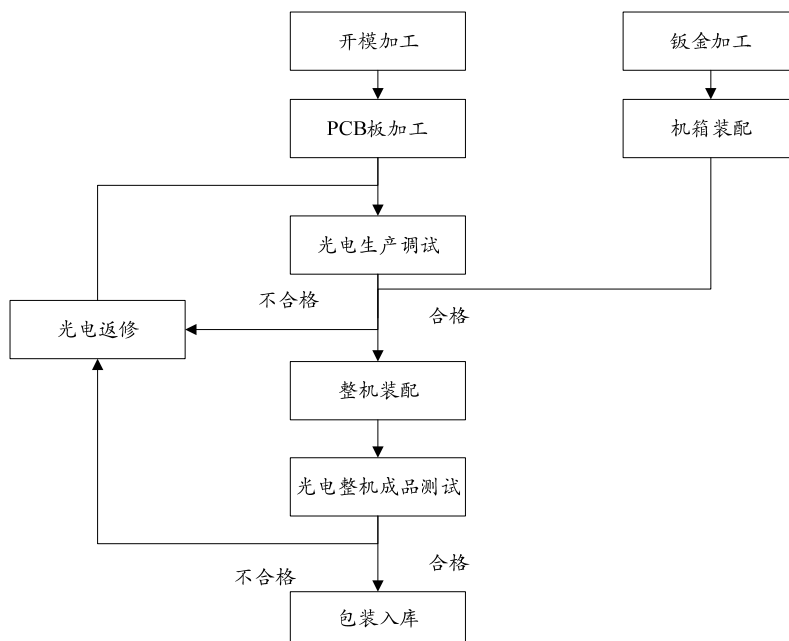 开模加工
钣金加工
PCB板加工
机箱装配
光电生产调试
不合格
合格
光电返修
整机装配
光电整机成品测试
不合格
合格
包装入库